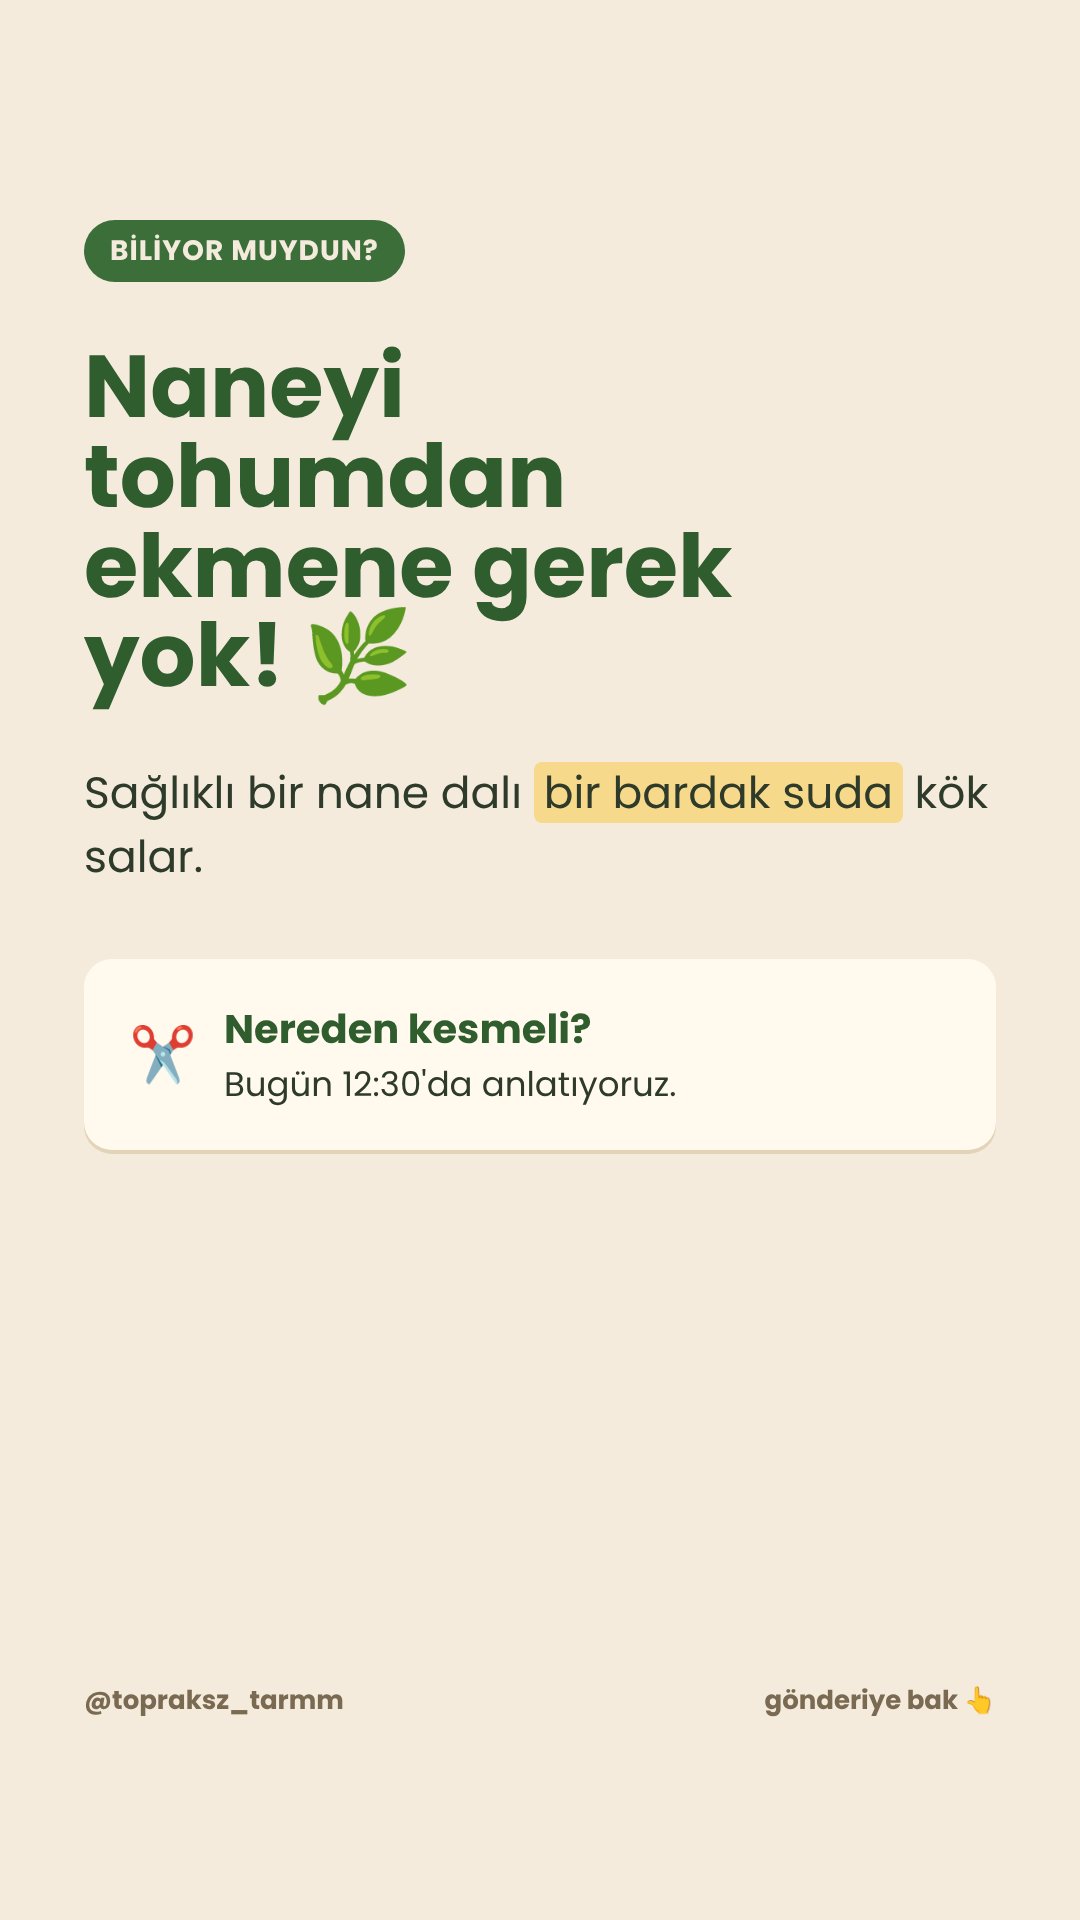 BİLİYOR MUYDUN?
Naneyi
tohumdan
ekmene gerek
yok! 🌿
Sağlıklı bir nane dalı bir bardak suda kök
salar.
✂️ Nereden kesmeli?
Bugün 12:30'da anlatıyoruz.
@topraksz_tarmm
gönderiye bak 👆